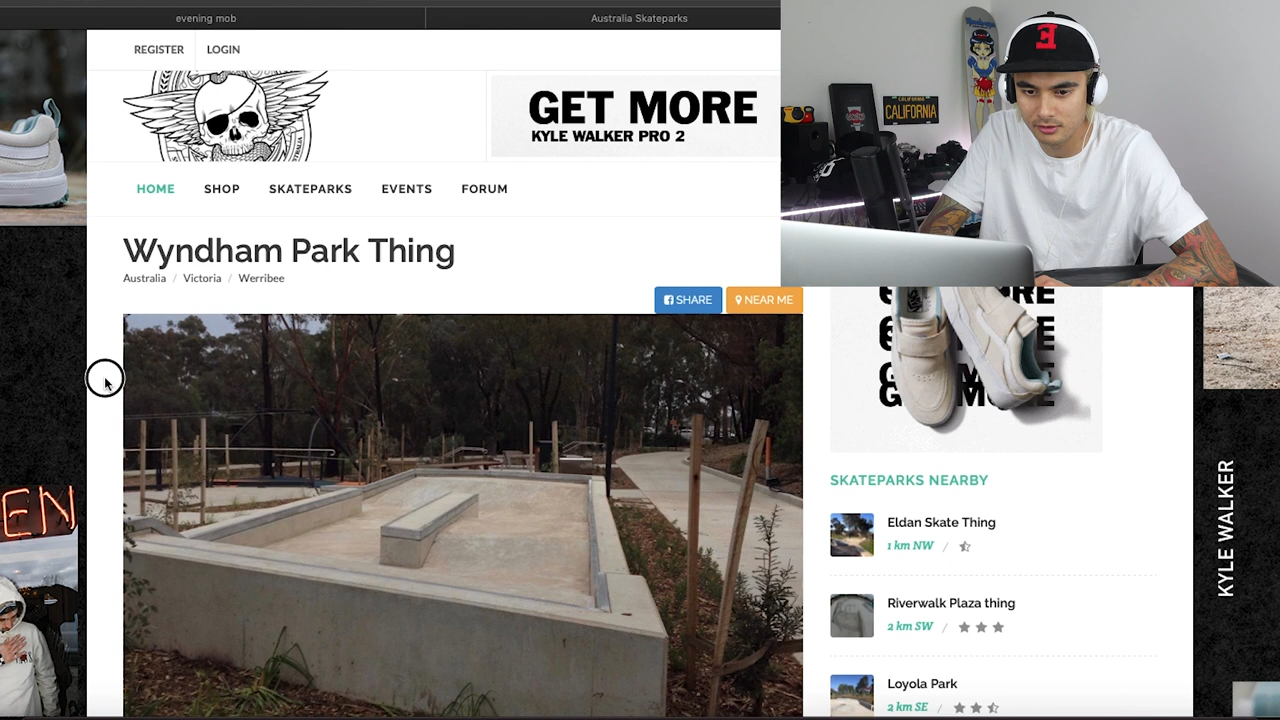 evening mob
Australia Skateparks
REGISTER
LOGIN
GET MORE
KYLE WALKER PRO 2
CALIFORNIA
HOME
SHOP
SKATEPARKS
EVENTS
FORUM
Wyndham Park Thing
Australia / Victoria / Werribee
SHARE
NEAR ME
SKATEPARKS NEARBY
Eldan Skate Thing
1 km NW /
Riverwalk Plaza thing
2 km SW /
Loyola Park
2 km SE /
EN
KYLE WALKER